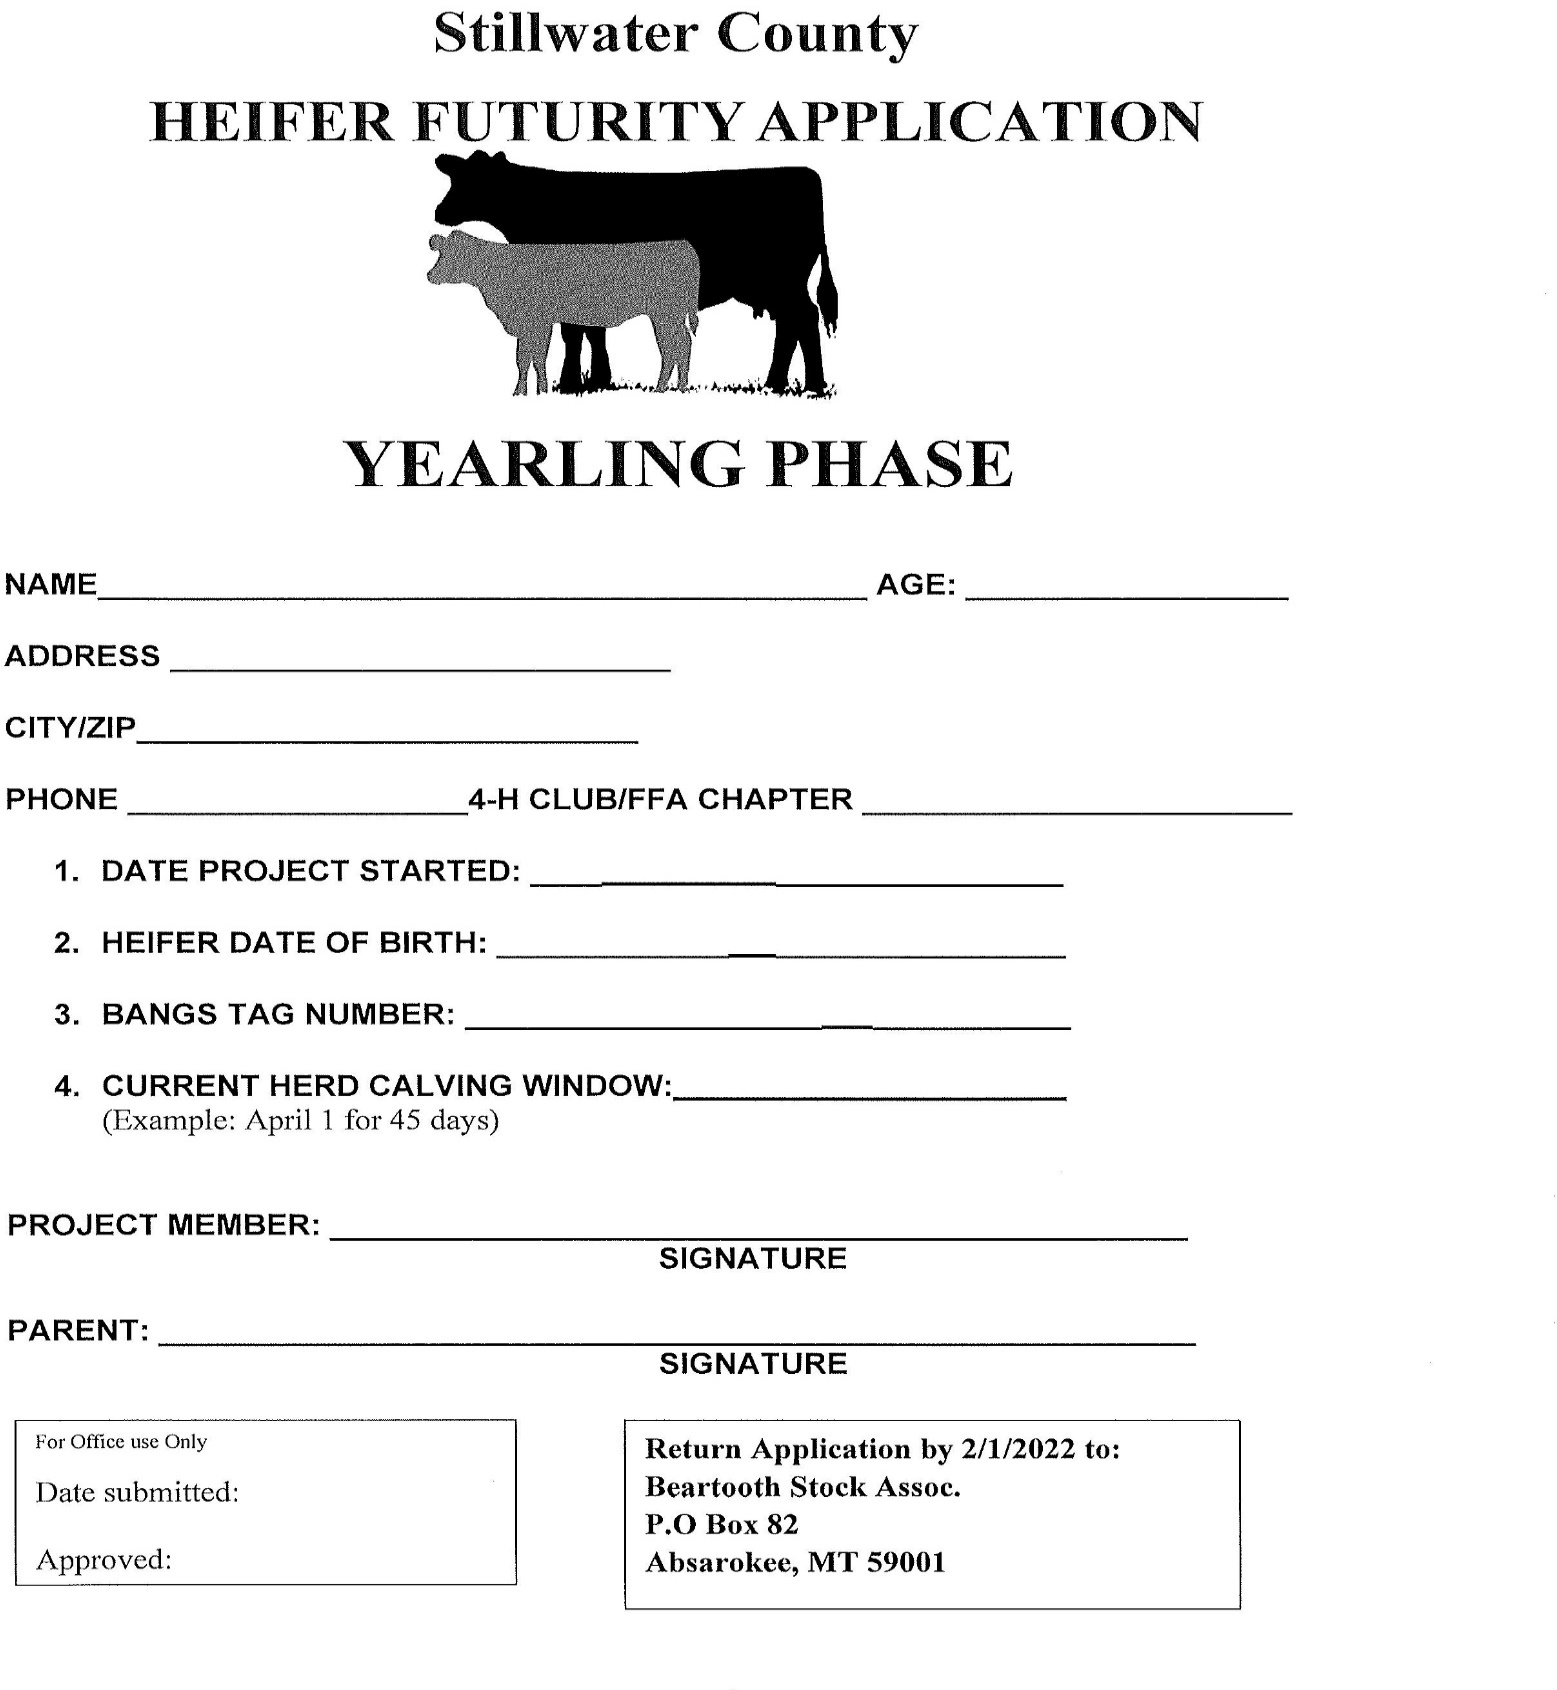 Stillwater County
HEIFER FUTURITY APPLICATION
YEARLING PHASE
NAME AGE:
ADDRESS
CITY/ZIP
PHONE 4-H CLUB/FFA CHAPTER
1. DATE PROJECT STARTED:
2. HEIFER DATE OF BIRTH:
3. BANGS TAG NUMBER:
4. CURRENT HERD CALVING WINDOW:
(Example: April 1 for 45 days)
PROJECT MEMBER:
SIGNATURE
PARENT:
SIGNATURE
For Office use Only
Date submitted:
Approved:
Return Application by 2/1/2022 to:
Beartooth Stock Assoc.
P.O Box 82
Absarokee, MT 59001